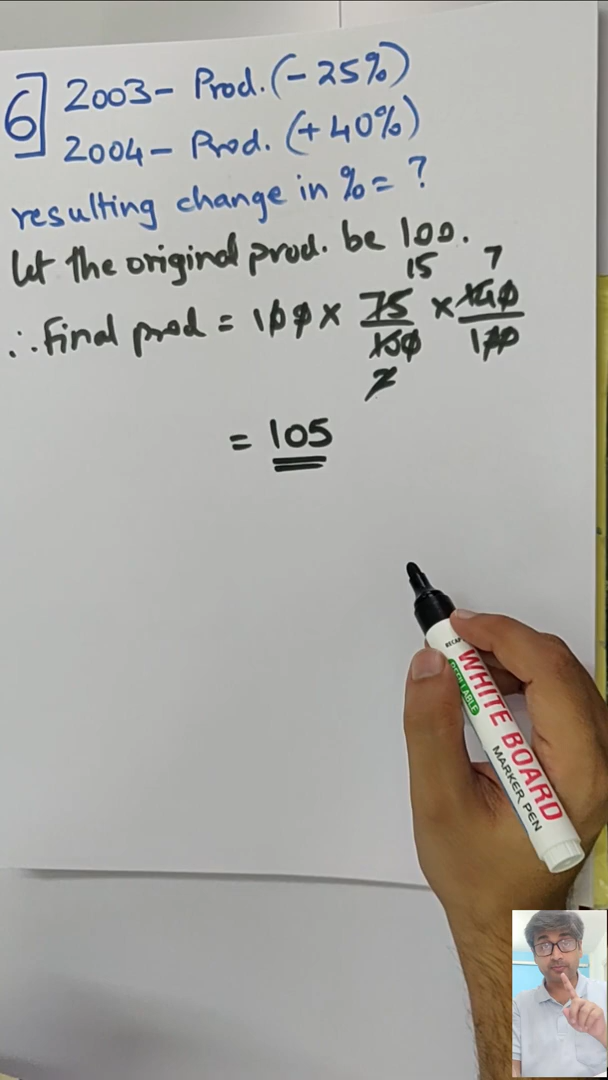 6] 2003 - Prod. (- 25%)
2004 - Prod. (+ 40%)
resulting change in % = ?
Let the original prod. be 100.
15 7
∴ Final prod = 100 × 75/100 × 140/100
2
= 105
WHITE BOARD
MARKER PEN